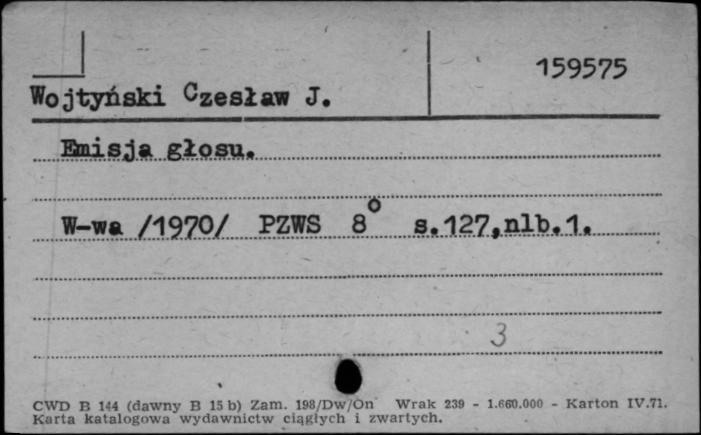 159575
Wojtyński Czesław J.
Emisja głosu.
W-wa /1970/ PZWS 8° s.127,nlb.1.
3
CWD B 144 (dawny B 15 b) Zam. 198/Dw/On Wrak 239 - 1.660.000 - Karton IV.71.
Karta katalogowa wydawnictw ciągłych i zwartych.